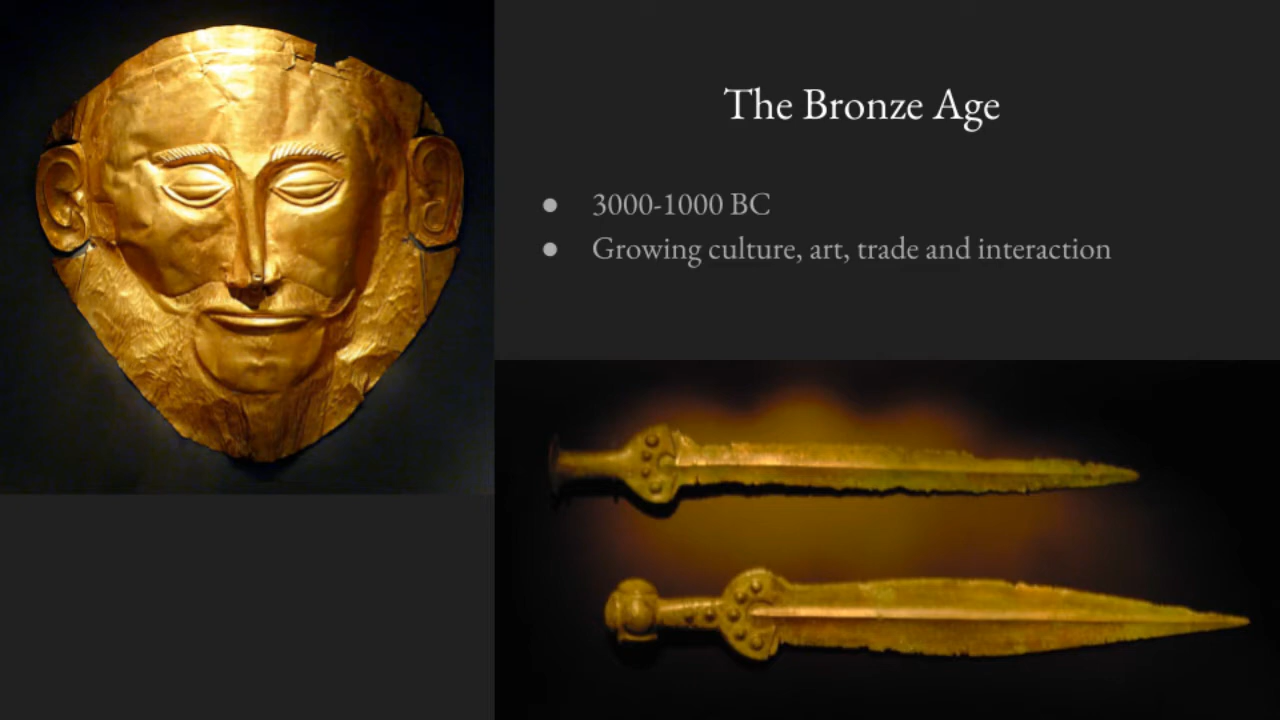 The Bronze Age
● 3000-1000 BC
● Growing culture, art, trade and interaction